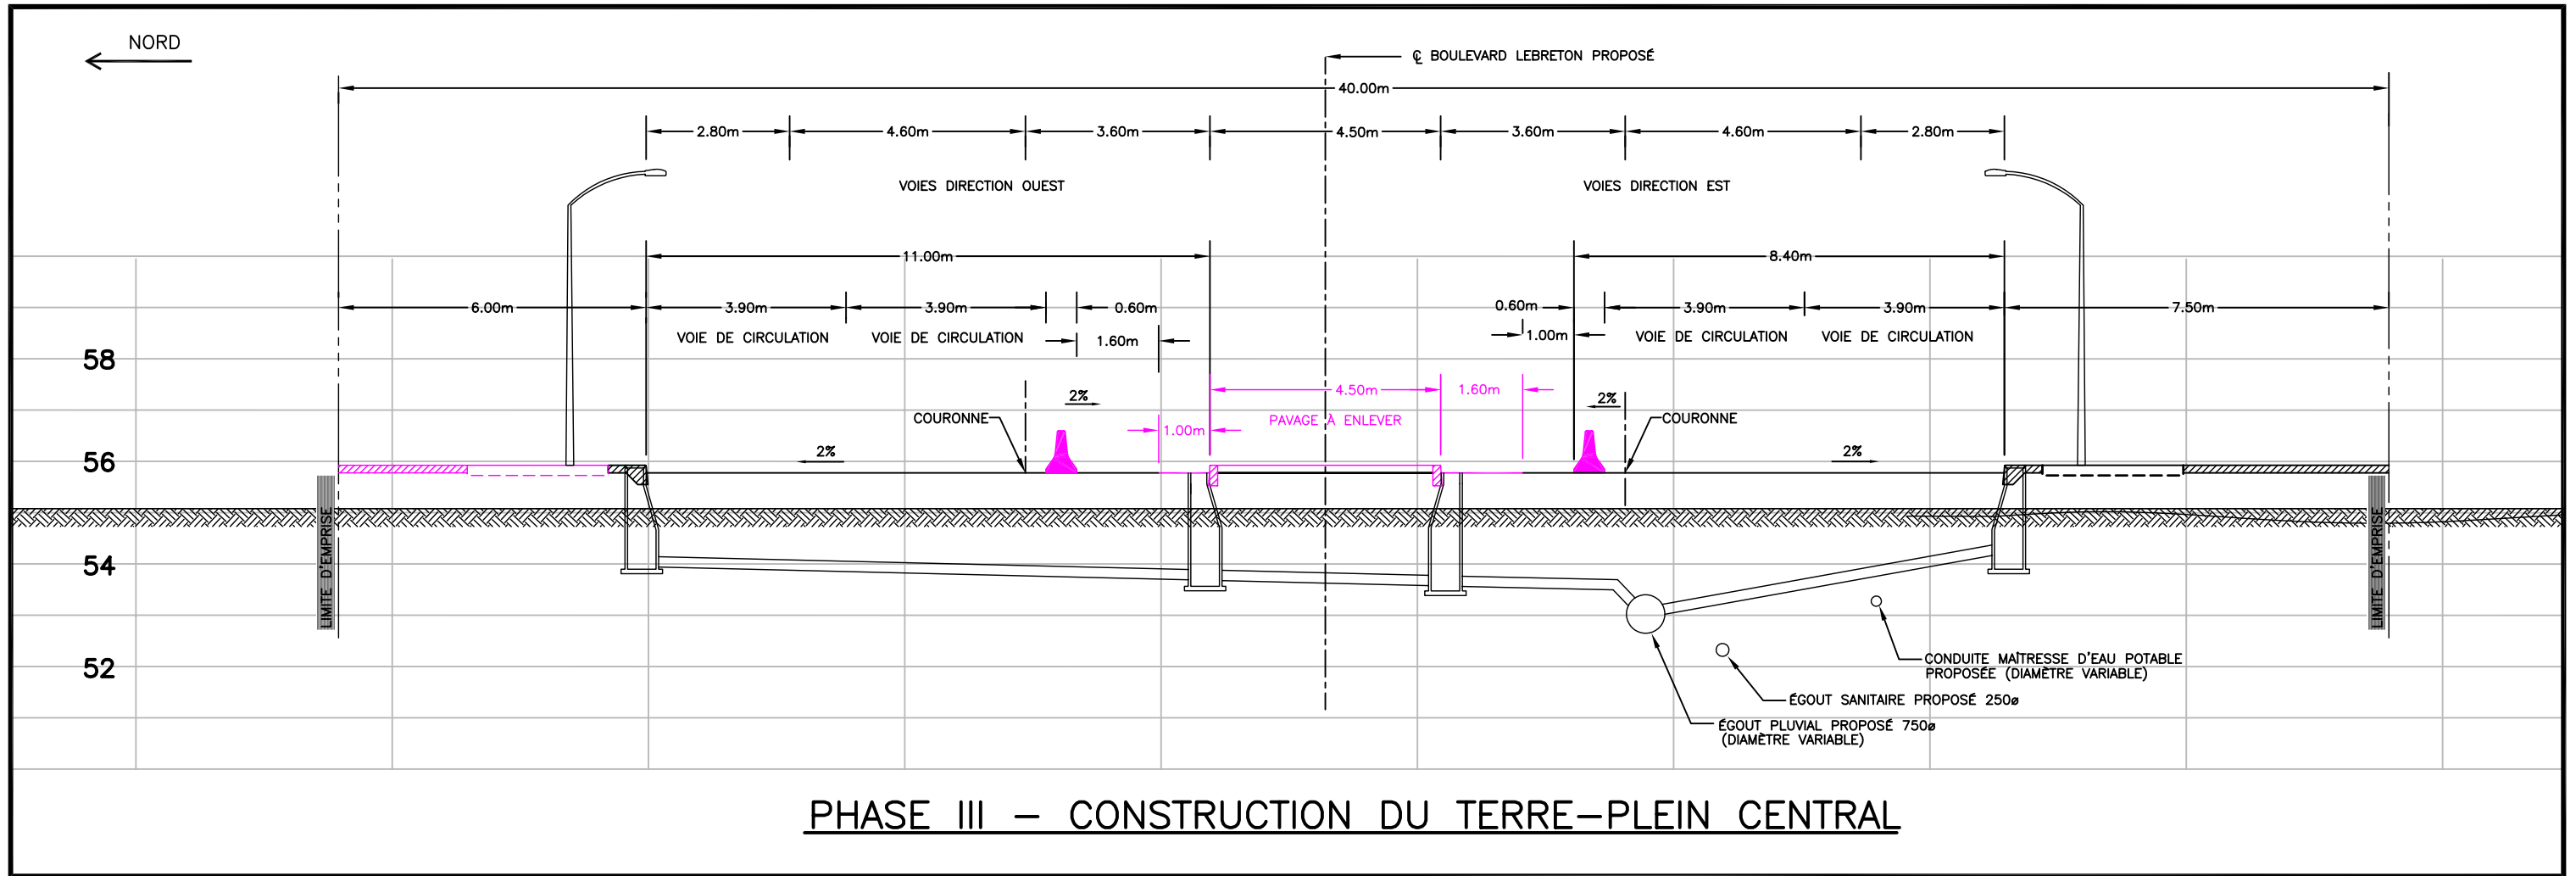 NORD
℄ BOULEVARD LEBRETON PROPOSÉ
40.00m
2.80m 4.60m 3.60m 4.50m 3.60m 4.60m 2.80m
VOIES DIRECTION OUEST VOIES DIRECTION EST
11.00m 8.40m
6.00m 3.90m 3.90m 0.60m 0.60m 3.90m 3.90m 7.50m
VOIE DE CIRCULATION VOIE DE CIRCULATION 1.60m 1.00m VOIE DE CIRCULATION VOIE DE CIRCULATION
58
4.50m 1.60m
2% 2%
COURONNE 1.00m PAVAGE À ENLEVER COURONNE
2% 2%
56
LIMITE D'EMPRISE LIMITE D'EMPRISE
54
52
CONDUITE MAÎTRESSE D'EAU POTABLE
PROPOSÉE (DIAMÈTRE VARIABLE)
ÉGOUT SANITAIRE PROPOSÉ 250ø
ÉGOUT PLUVIAL PROPOSÉ 750ø
(DIAMÈTRE VARIABLE)
PHASE III – CONSTRUCTION DU TERRE–PLEIN CENTRAL